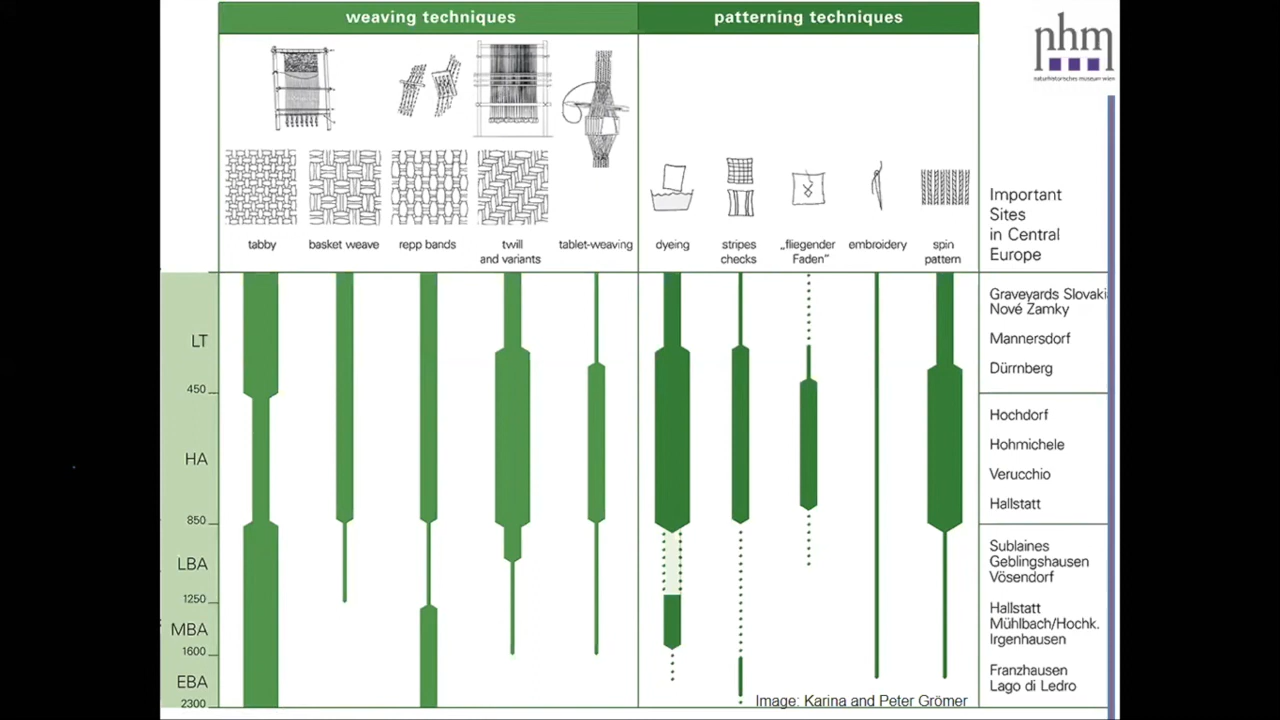 weaving techniques
patterning techniques
nhm
naturhistorisches museum wien
tabby
basket weave
repp bands
twill
and variants
tablet-weaving
dyeing
stripes
checks
„fliegender
Faden“
embroidery
spin
pattern
Important
Sites
in Central
Europe
LT
450
HA
850
LBA
1250
MBA
1600
EBA
2300
Graveyards Slovaki
Nové Zamky
Mannersdorf
Dürrnberg
Hochdorf
Hohmichele
Verucchio
Hallstatt
Sublaines
Geblingshausen
Vösendorf
Hallstatt
Mühlbach/Hochk.
Irgenhausen
Franzhausen
Lago di Ledro
Image: Karina and Peter Grömer